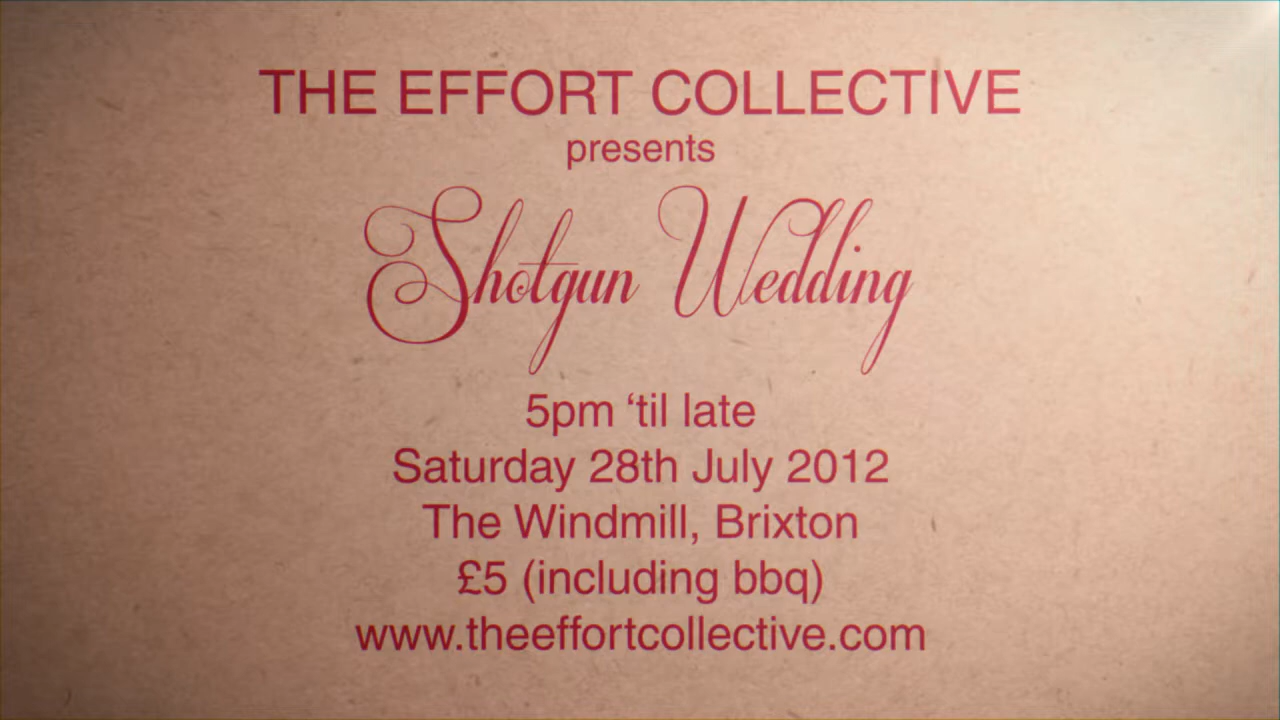 THE EFFORT COLLECTIVE
presents
Shotgun Wedding
5pm ‘til late
Saturday 28th July 2012
The Windmill, Brixton
£5 (including bbq)
www.theeffortcollective.com